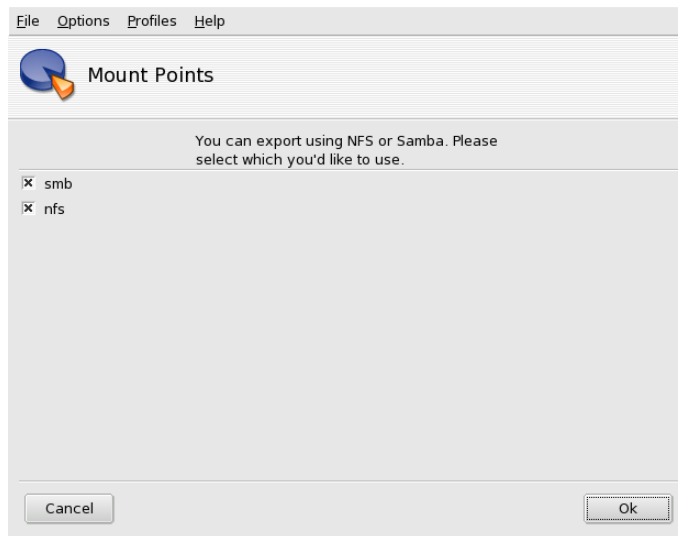 File Options Profiles Help
Mount Points
You can export using NFS or Samba. Please
select which you'd like to use.
smb
nfs
Cancel Ok